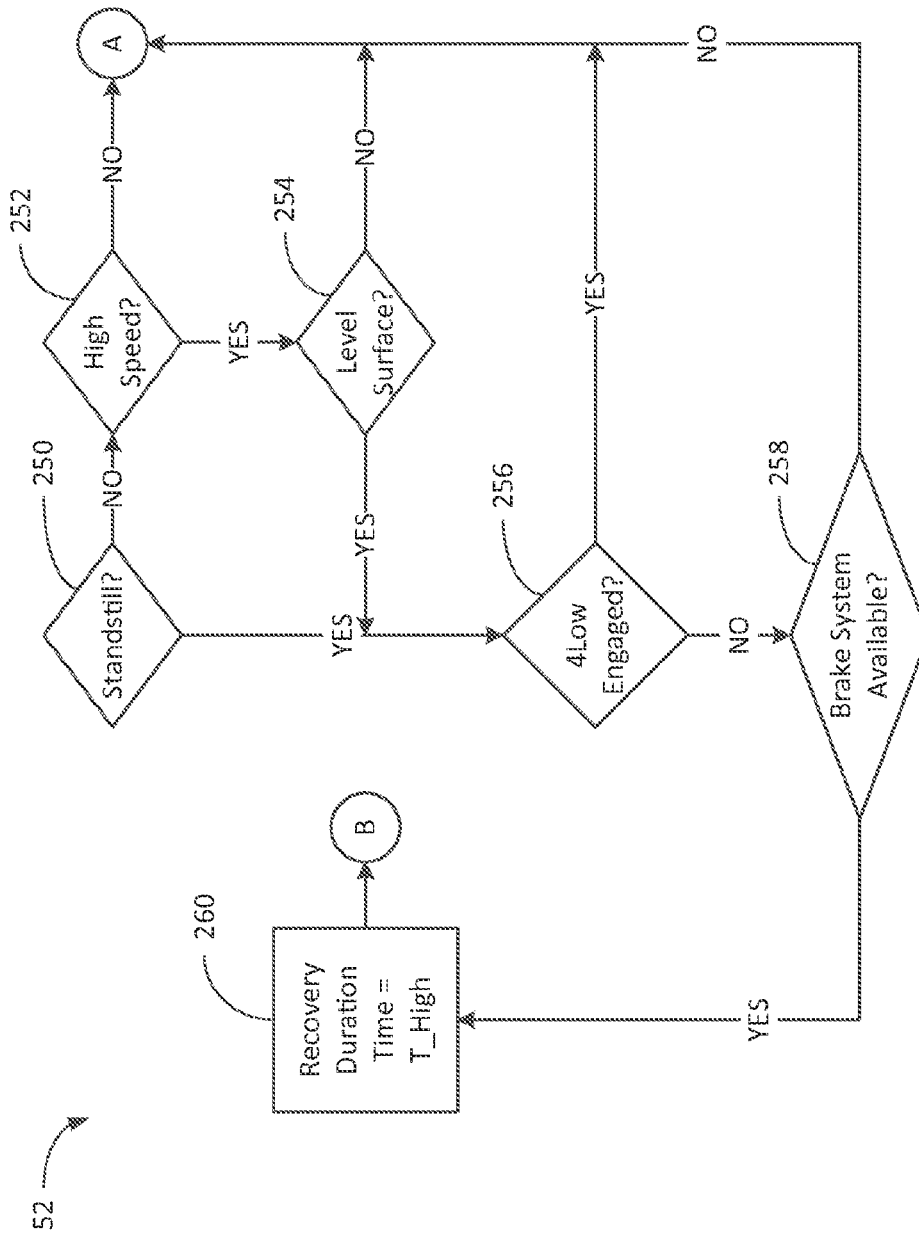 52
250
252
Standstill?
NO
High
Speed?
NO
A
260
YES
254
Recovery
Duration
Time =
T_High
B
YES
YES
Level
Surface?
NO
256
4Low
Engaged?
YES
NO
NO
YES
258
Brake System
Available?